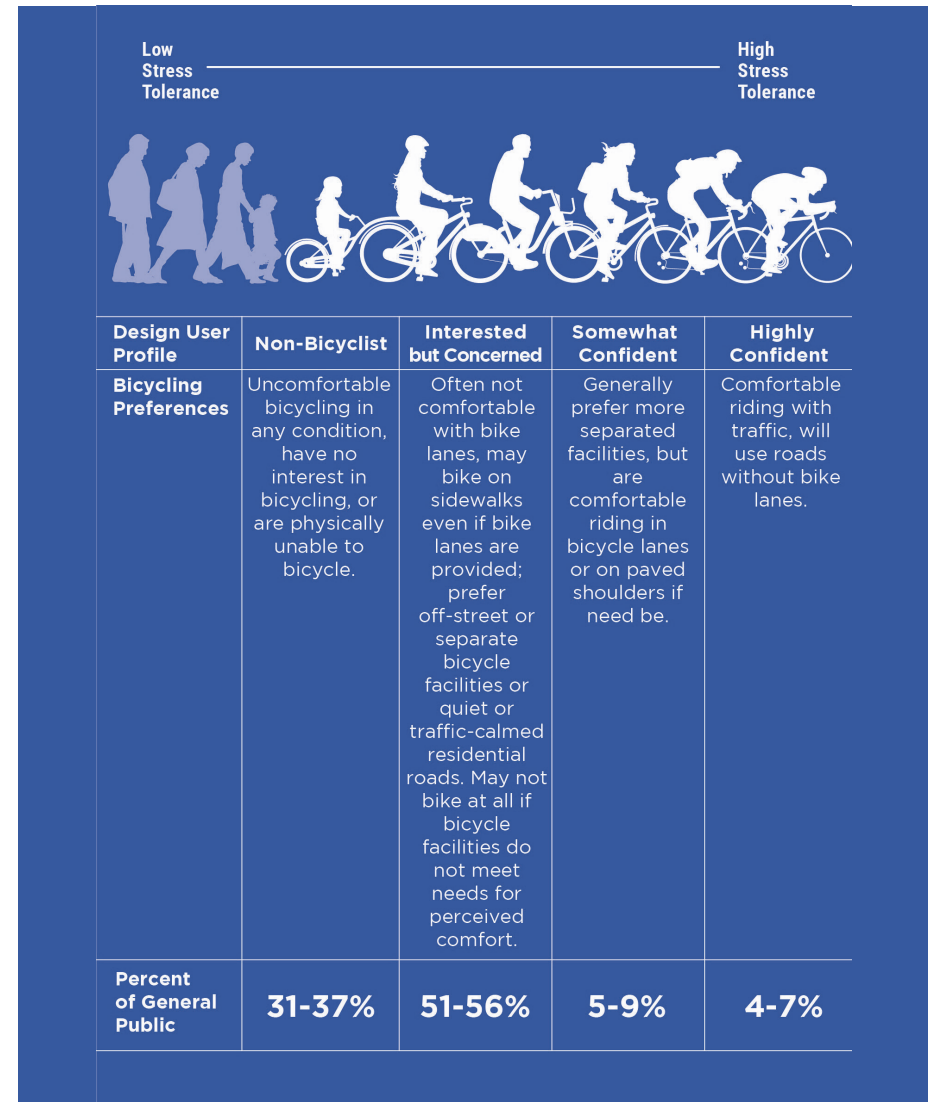 Low
Stress
Tolerance
High
Stress
Tolerance
Design User
Profile
Non-Bicyclist
Interested
but Concerned
Somewhat
Confident
Highly
Confident
Bicycling
Preferences
Uncomfortable
bicycling in
any condition,
have no
interest in
bicycling, or
are physically
unable to
bicycle.
Often not
comfortable
with bike
lanes, may
bike on
sidewalks
even if bike
lanes are
provided;
prefer
off-street or
separate
bicycle
facilities or
quiet or
traffic-calmed
residential
roads. May not
bike at all if
bicycle
facilities do
not meet
needs for
perceived
comfort.
Generally
prefer more
separated
facilities, but
are
comfortable
riding in
bicycle lanes
or on paved
shoulders if
need be.
Comfortable
riding with
traffic, will
use roads
without bike
lanes.
Percent
of General
Public
31-37%
51-56%
5-9%
4-7%